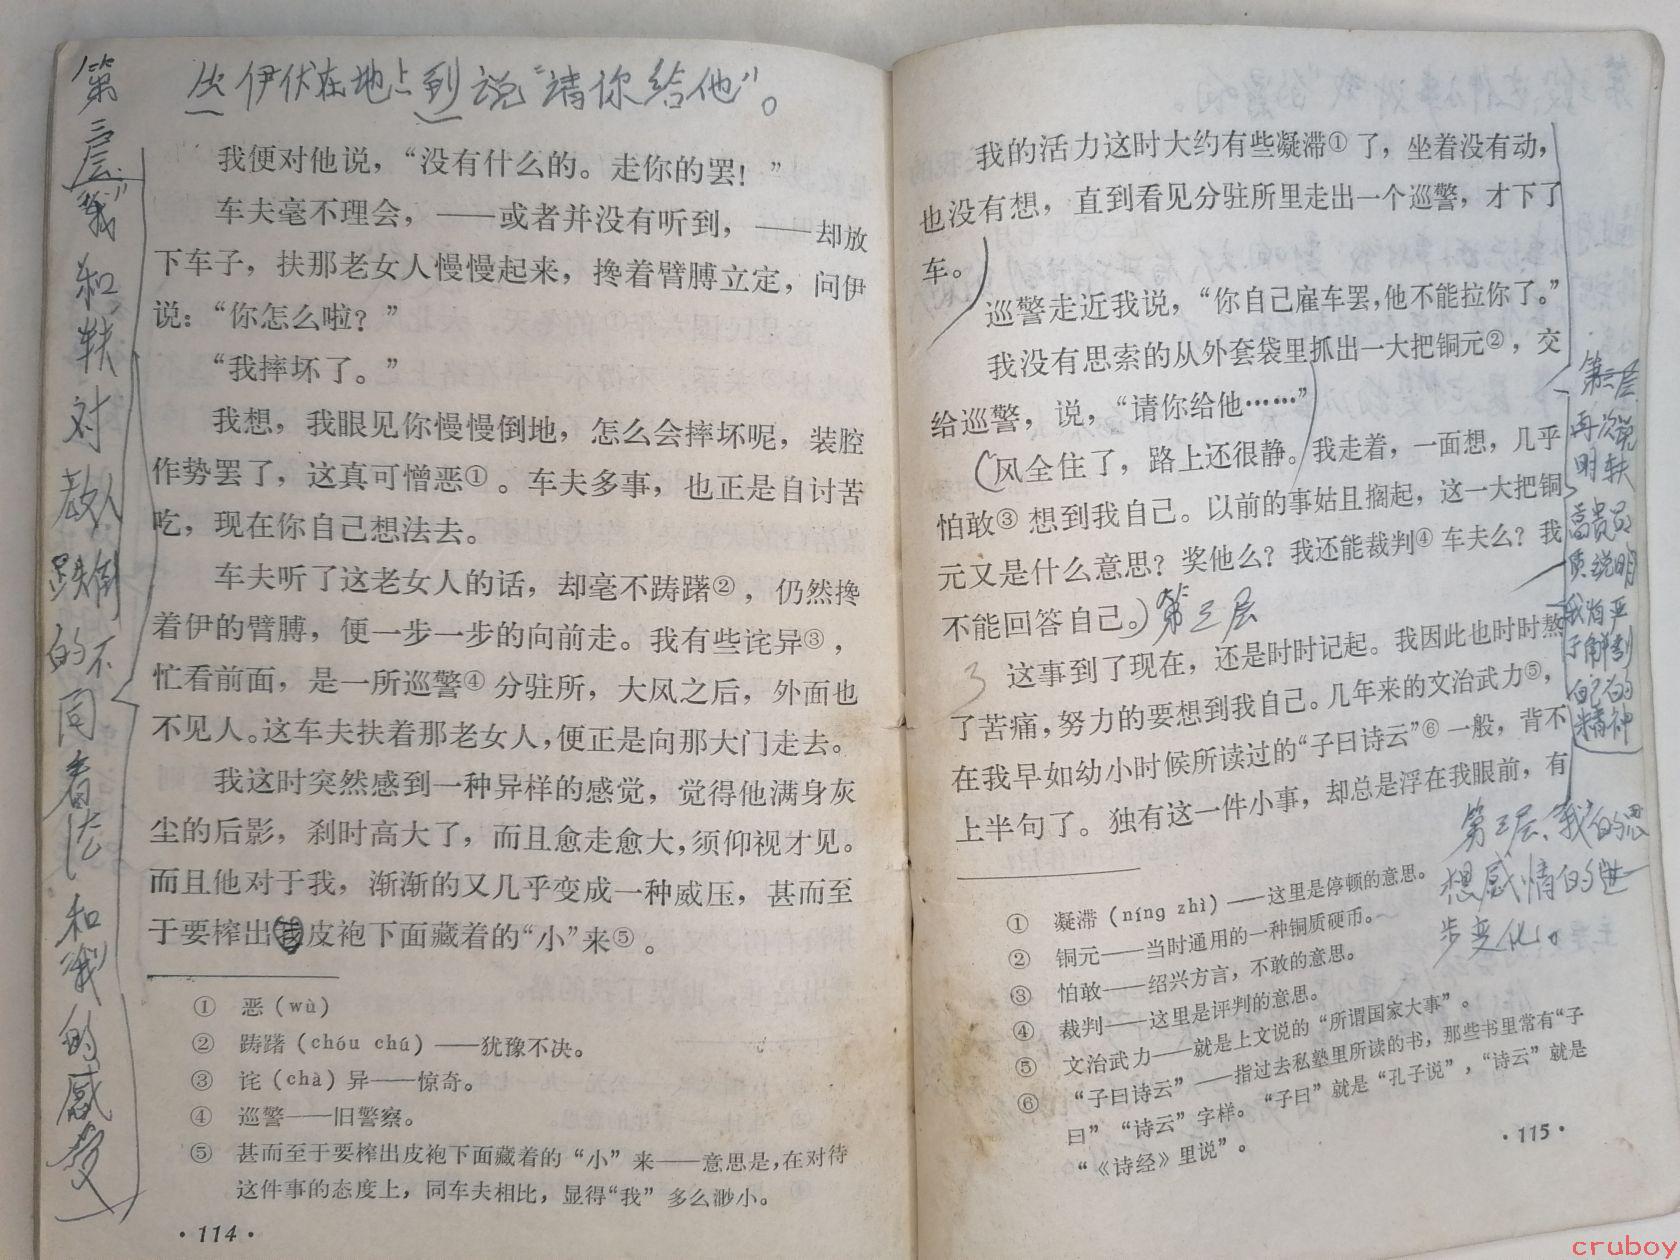 从伊伏在地上到说“请你给他”。
我便对他说，“没有什么的。走你的罢！”
车夫毫不理会，——或者并没有听到，——却放
下车子，扶那老女人慢慢起来，搀着臂膊立定，问伊
说：“你怎么啦？”
“我摔坏了。”
我想，我眼见你慢慢倒地，怎么会摔坏呢，装腔
作势罢了，这真可憎恶①。车夫多事，也正是自讨苦
吃，现在你自己想法去。
车夫听了这老女人的话，却毫不踌躇②，仍然搀
着伊的臂膊，便一步一步的向前走。我有些诧异③，
忙看前面，是一所巡警④分驻所，大风之后，外面也
不见人。这车夫扶着那老女人，便正是向那大门走去。
我这时突然感到一种异样的感觉，觉得他满身灰
尘的后影，刹时高大了，而且愈走愈大，须仰视才见。
而且他对于我，渐渐的又几乎变成一种威压，甚而至
于要榨出我皮袍下面藏着的“小”来⑤。
① 恶（wù）
② 踌躇（chóu chú）——犹豫不决。
③ 诧（chà）异——惊奇。
④ 巡警——旧警察。
⑤ 甚而至于要榨出皮袍下面藏着的“小”来——意思是，在对待
这件事的态度上，同车夫相比，显得“我”多么渺小。
·114·
第二层“我”和轶对老人跌倒的不同看法和“我”的感受
我的活力这时大约有些凝滞①了，坐着没有动，
也没有想，直到看见分驻所里走出一个巡警，才下了
车。
巡警走近我说，“你自己雇车罢，他不能拉你了。”
我没有思索的从外套袋里抓出一大把铜元②，交
给巡警，说，“请你给他……”
（风全住了，路上还很静。我走着，一面想，几乎
怕敢③想到我自己。以前的事姑且搁起，这一大把铜
元又是什么意思？奖他么？我还能裁判④车夫么？我
不能回答自己。）第三层
3 这事到了现在，还是时时记起。我因此也时时熬
了苦痛，努力的要想到我自己。几年来的文治武力⑤，
在我早如幼小时候所读过的“子曰诗云”⑥一般，背不
上半句了。独有这一件小事，却总是浮在我眼前，有
① 凝滞（níng zhì）——这里是停顿的意思。
② 铜元——当时通用的一种铜质硬币。
③ 怕敢——绍兴方言，不敢的意思。
④ 裁判——这里是评判的意思。
⑤ 文治武力——就是上文说的“所谓国家大事”。
⑥ “子曰诗云”——指过去私塾里所读的书，那些书里常有“子
曰”“诗云”字样。“子曰”就是“孔子说”，“诗云”就是
“《诗经》里说”。
·115·
第三层
再次说
明轶
高贵品
质说明
我有严
于解剖
自己的
精神
第三层、“我”的思
想感情的进一
步变化。
cruboy